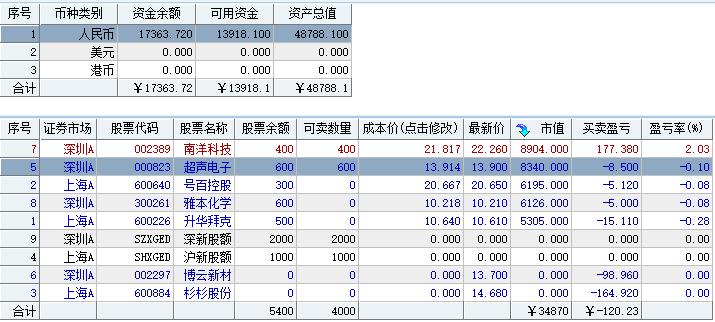 序号 币种类别 资金余额 可用资金 资产总值
1 人民币 17363.720 13918.100 48788.100
2 美元 0.000 0.000 0.000
3 港币 0.000 0.000 0.000
合计 ￥17363.72 ￥13918.1 ￥48788.1
序号 证券市场 股票代码 股票名称 股票余额 可卖数量 成本价(点击修改) 最新价 市值 买卖盈亏 盈亏率(%)
7 深圳A 002389 南洋科技 400 400 21.817 22.260 8904.000 177.380 2.03
5 深圳A 000823 超声电子 600 600 13.914 13.900 8340.000 -8.500 -0.10
2 上海A 600640 号百控股 300 0 20.667 20.650 6195.000 -5.120 -0.08
8 深圳A 300261 雅本化学 600 0 10.218 10.210 6126.000 -5.000 -0.08
1 上海A 600226 升华拜克 500 0 10.640 10.610 5305.000 -15.110 -0.28
9 深圳A SZXGED 深新股额 2000 2000 0.000 0.000 0.000 0.000 0.00
4 上海A SHXGED 沪新股额 1000 1000 0.000 0.000 0.000 0.000 0.00
6 深圳A 002297 博云新材 0 0 0.000 13.700 0.000 -98.960 0.00
3 上海A 600884 杉杉股份 0 0 0.000 14.680 0.000 -164.920 0.00
合计 5400 4000 ￥34870 ￥-120.23